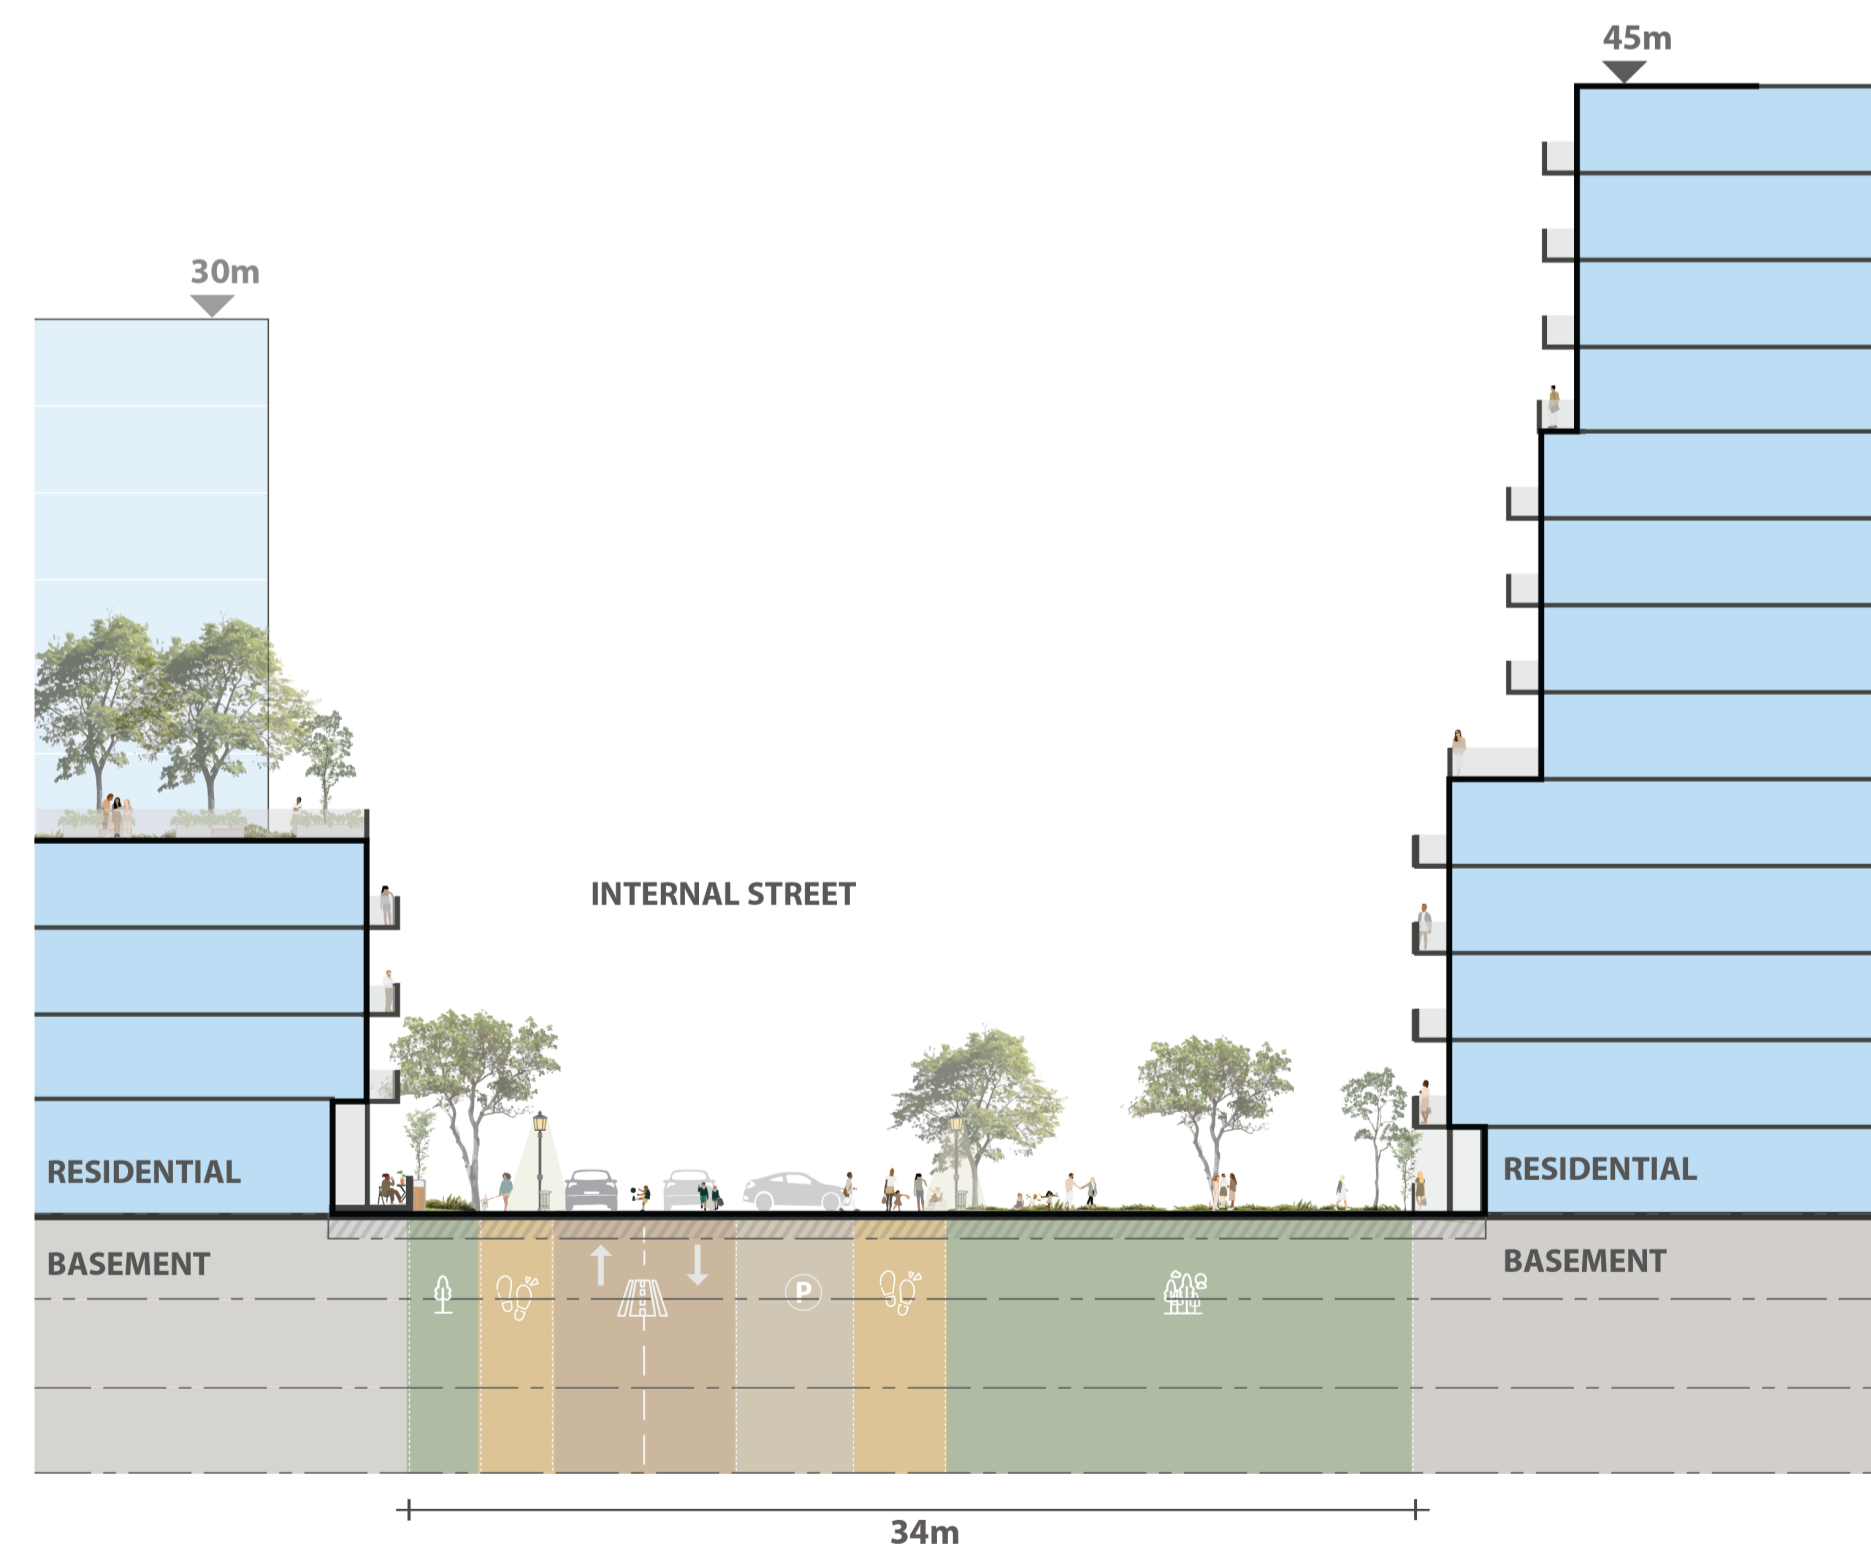 45m
30m
INTERNAL STREET
RESIDENTIAL
RESIDENTIAL
BASEMENT
BASEMENT
P
34m